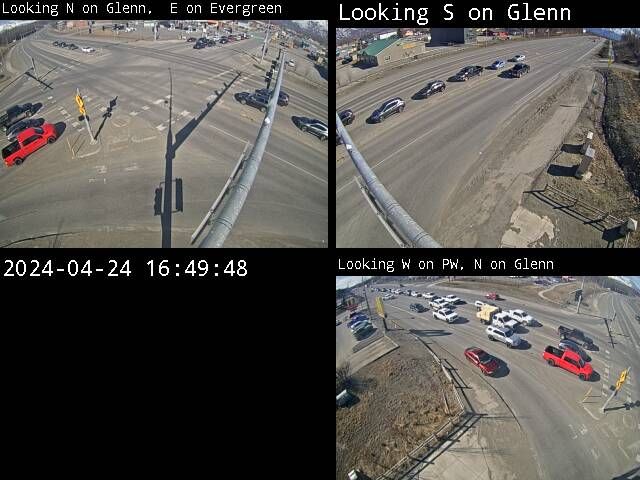 Looking N on Glenn,  E on Evergreen
Looking S on Glenn
2024-04-24 16:49:48
Looking W on PW, N on Glenn